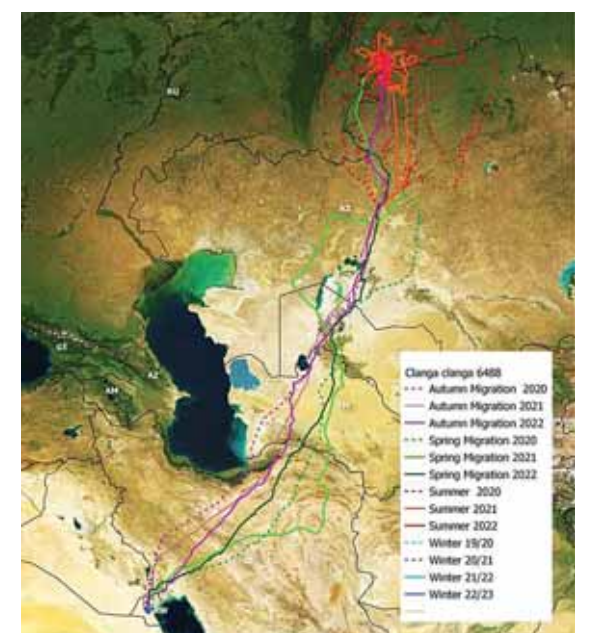 RU
KZ
GE
AZ
AM
Clanga clanga 6488
Autumn Migration 2020
Autumn Migration 2021
Autumn Migration 2022
Spring Migration 2020
Spring Migration 2021
Spring Migration 2022
Summer 2020
Summer 2021
Summer 2022
Winter 19/20
Winter 20/21
Winter 21/22
Winter 22/23